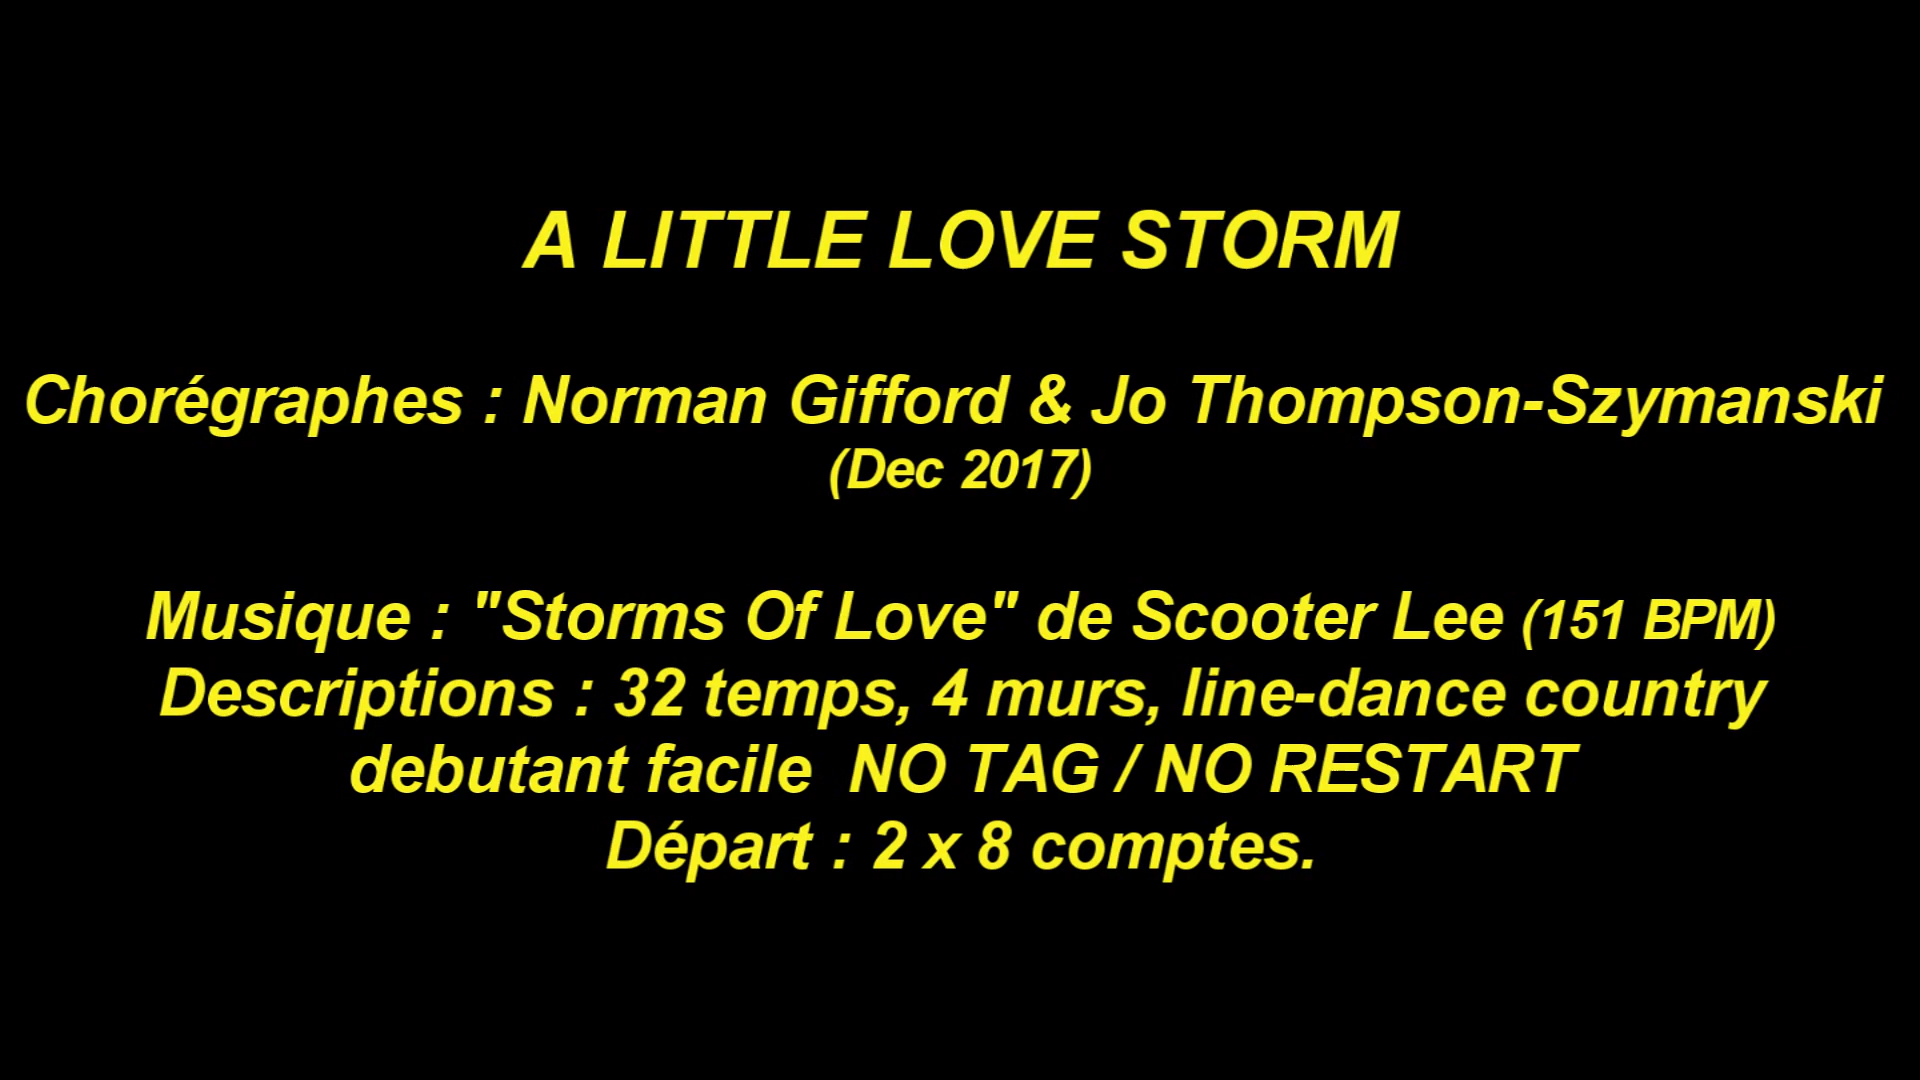 A LITTLE LOVE STORM
Chorégraphes : Norman Gifford & Jo Thompson-Szymanski
(Dec 2017)
Musique : "Storms Of Love" de Scooter Lee (151 BPM)
Descriptions : 32 temps, 4 murs, line-dance country
debutant facile  NO TAG / NO RESTART
Départ : 2 x 8 comptes.